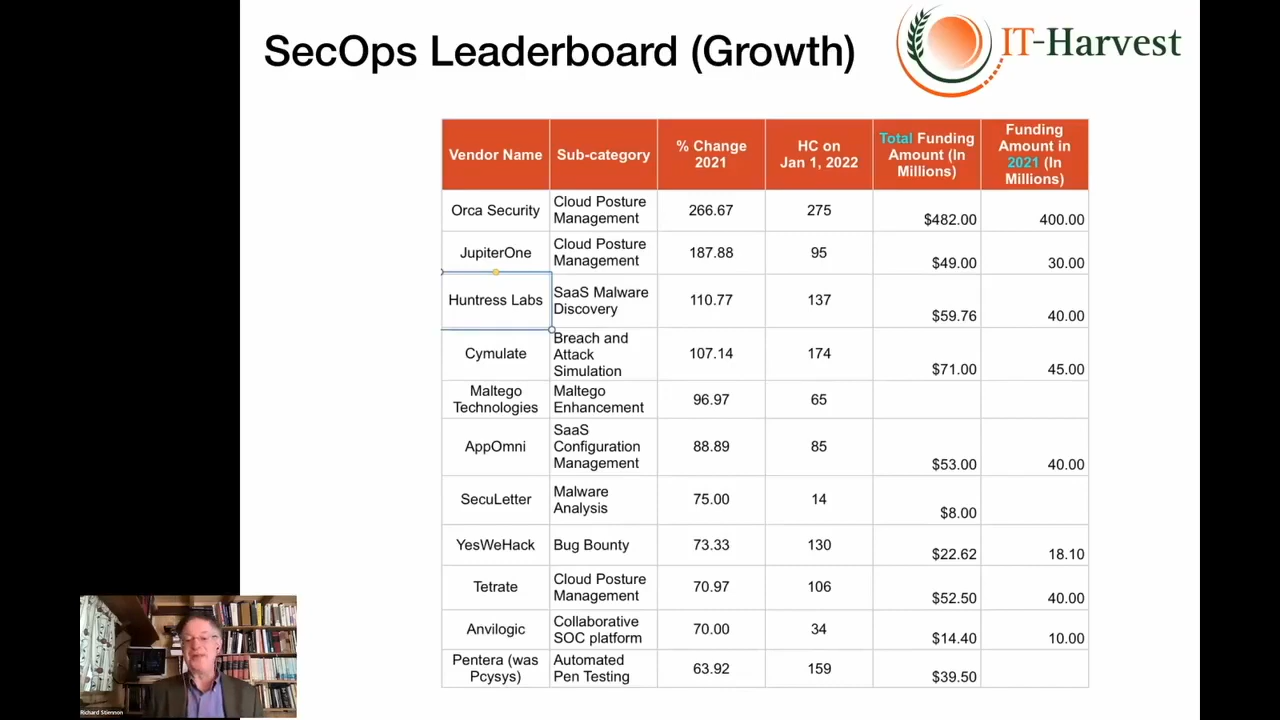 SecOps Leaderboard (Growth)
IT-Harvest
Vendor Name Sub-category % Change 2021 HC on Jan 1, 2022 Total Funding Amount (In Millions) Funding Amount in 2021 (In Millions)
Orca Security Cloud Posture Management 266.67 275 $482.00 400.00
JupiterOne Cloud Posture Management 187.88 95 $49.00 30.00
Huntress Labs SaaS Malware Discovery 110.77 137 $59.76 40.00
Cymulate Breach and Attack Simulation 107.14 174 $71.00 45.00
Maltego Technologies Maltego Enhancement 96.97 65
AppOmni SaaS Configuration Management 88.89 85 $53.00 40.00
SecuLetter Malware Analysis 75.00 14 $8.00
YesWeHack Bug Bounty 73.33 130 $22.62 18.10
Tetrate Cloud Posture Management 70.97 106 $52.50 40.00
Anvilogic Collaborative SOC platform 70.00 34 $14.40 10.00
Pentera (was Pcysys) Automated Pen Testing 63.92 159 $39.50
Richard Stiennon